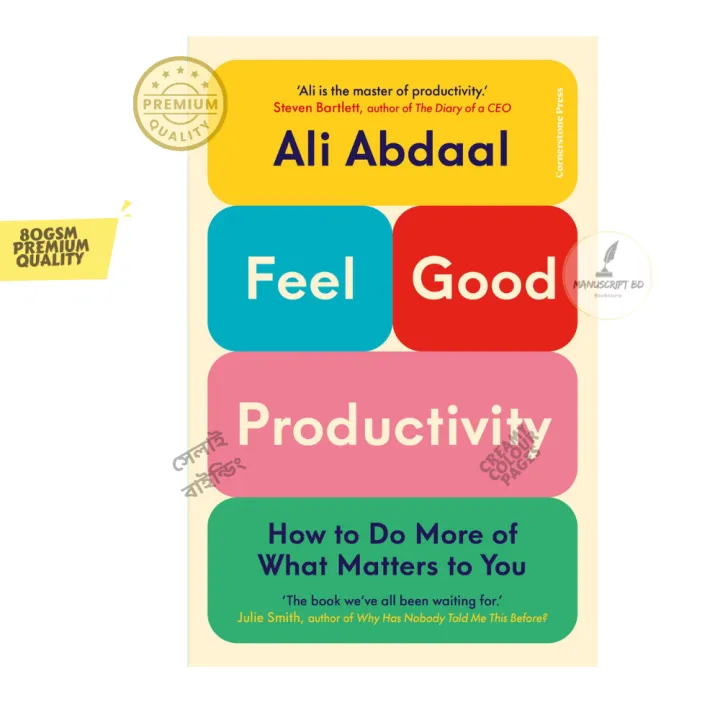 PREMIUM
QUALITY
'Ali is the master of productivity.'
Steven Bartlett, author of The Diary of a CEO
Ali Abdaal
Cornerstone Press
80GSM
PREMIUM
QUALITY
Feel Good
MANUSCRIPT BD
Bookstore
Productivity
সেলাই
বাইন্ডিং
CREAMY
COLOUR
PAGES
How to Do More of
What Matters to You
'The book we've all been waiting for.'
Julie Smith, author of Why Has Nobody Told Me This Before?